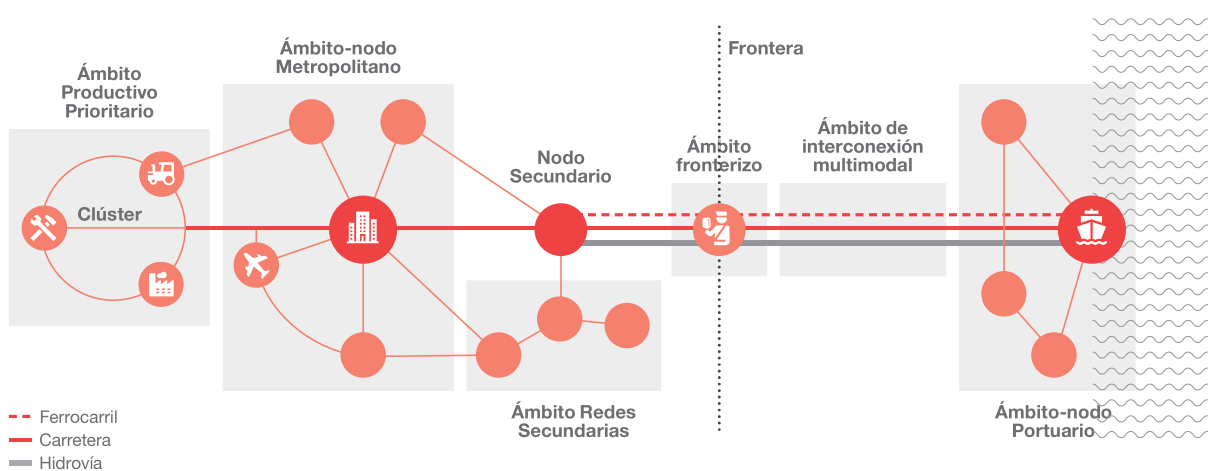 Ámbito
Productivo
Prioritario
Clúster
Ámbito-nodo
Metropolitano
Nodo
Secundario
Ámbito Redes
Secundarias
Frontera
Ámbito
fronterizo
Ámbito de
interconexión
multimodal
Ámbito-nodo
Portuario
Ferrocarril
Carretera
Hidrovía